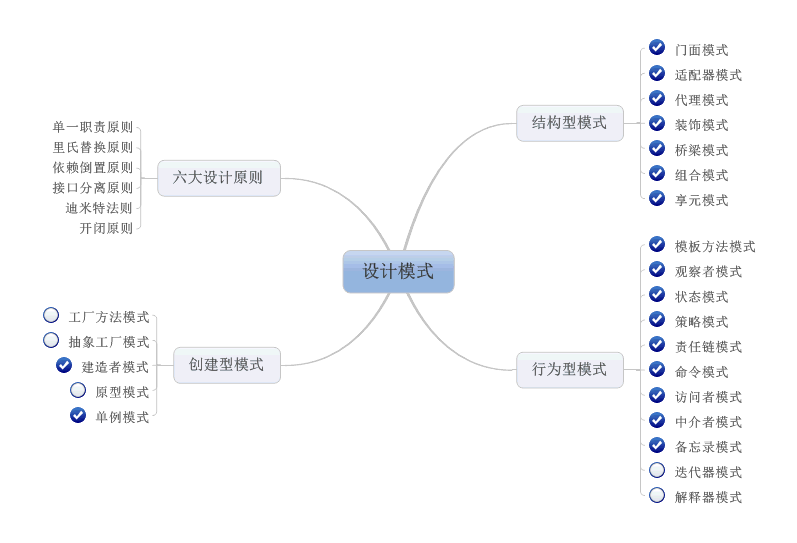 设计模式
六大设计原则
单一职责原则
里氏替换原则
依赖倒置原则
接口分离原则
迪米特法则
开闭原则
创建型模式
工厂方法模式
抽象工厂模式
建造者模式
原型模式
单例模式
结构型模式
门面模式
适配器模式
代理模式
装饰模式
桥梁模式
组合模式
享元模式
行为型模式
模板方法模式
观察者模式
状态模式
策略模式
责任链模式
命令模式
访问者模式
中介者模式
备忘录模式
迭代器模式
解释器模式